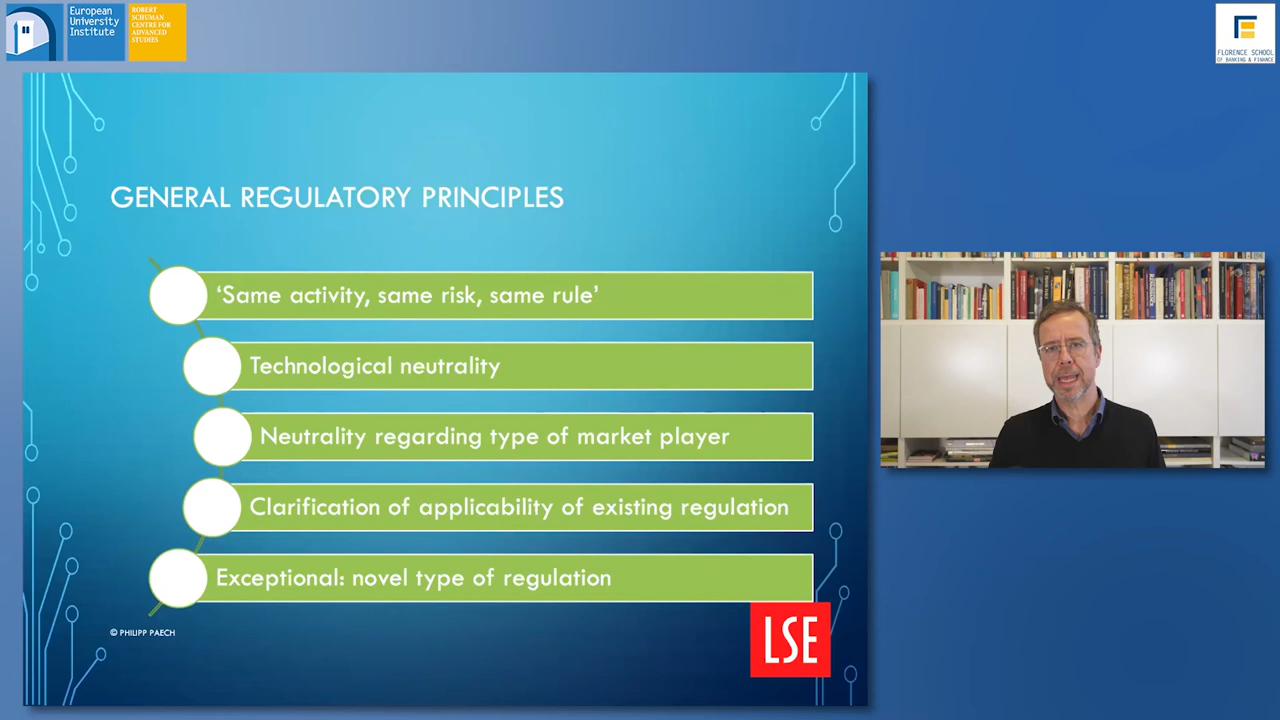 European
University
Institute
ROBERT
SCHUMAN
CENTRE FOR
ADVANCED
STUDIES
FLORENCE SCHOOL
OF BANKING & FINANCE
GENERAL REGULATORY PRINCIPLES
‘Same activity, same risk, same rule’
Technological neutrality
Neutrality regarding type of market player
Clarification of applicability of existing regulation
Exceptional: novel type of regulation
© PHILIPP PAECH
LSE